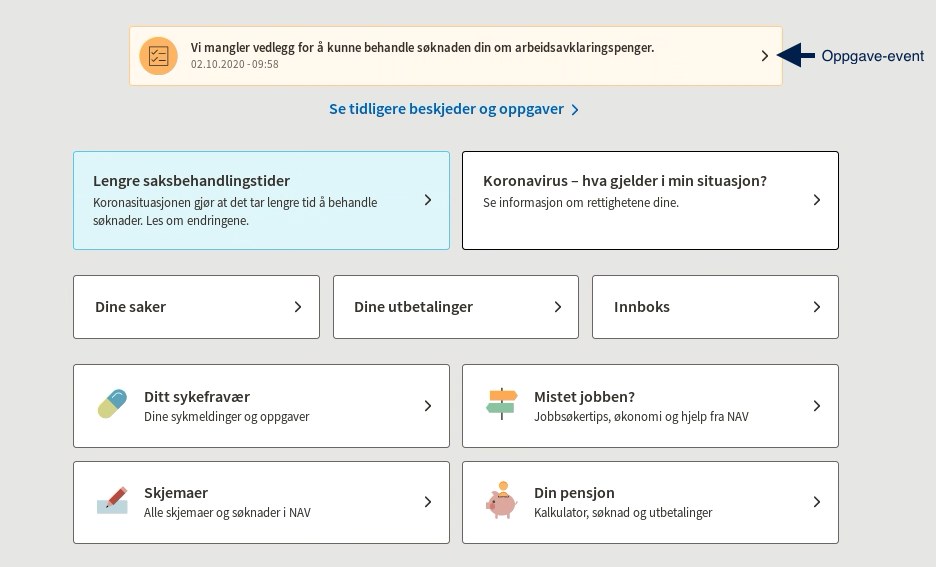 Vi mangler vedlegg for å kunne behandle søknaden din om arbeidsavklaringspenger.
02.10.2020 - 09:58
Oppgave-event
Se tidligere beskjeder og oppgaver
Lengre saksbehandlingstider
Koronasituasjonen gjør at det tar lengre tid å behandle
søknader. Les om endringene.
Koronavirus – hva gjelder i min situasjon?
Se informasjon om rettighetene dine.
Dine saker
Dine utbetalinger
Innboks
Ditt sykefravær
Dine sykmeldinger og oppgaver
Mistet jobben?
Jobbsøkertips, økonomi og hjelp fra NAV
Skjemaer
Alle skjemaer og søknader i NAV
Din pensjon
Kalkulator, søknad og utbetalinger